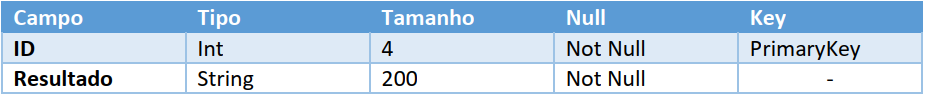 Campo Tipo Tamanho Null Key
ID Int 4 Not Null PrimaryKey
Resultado String 200 Not Null -